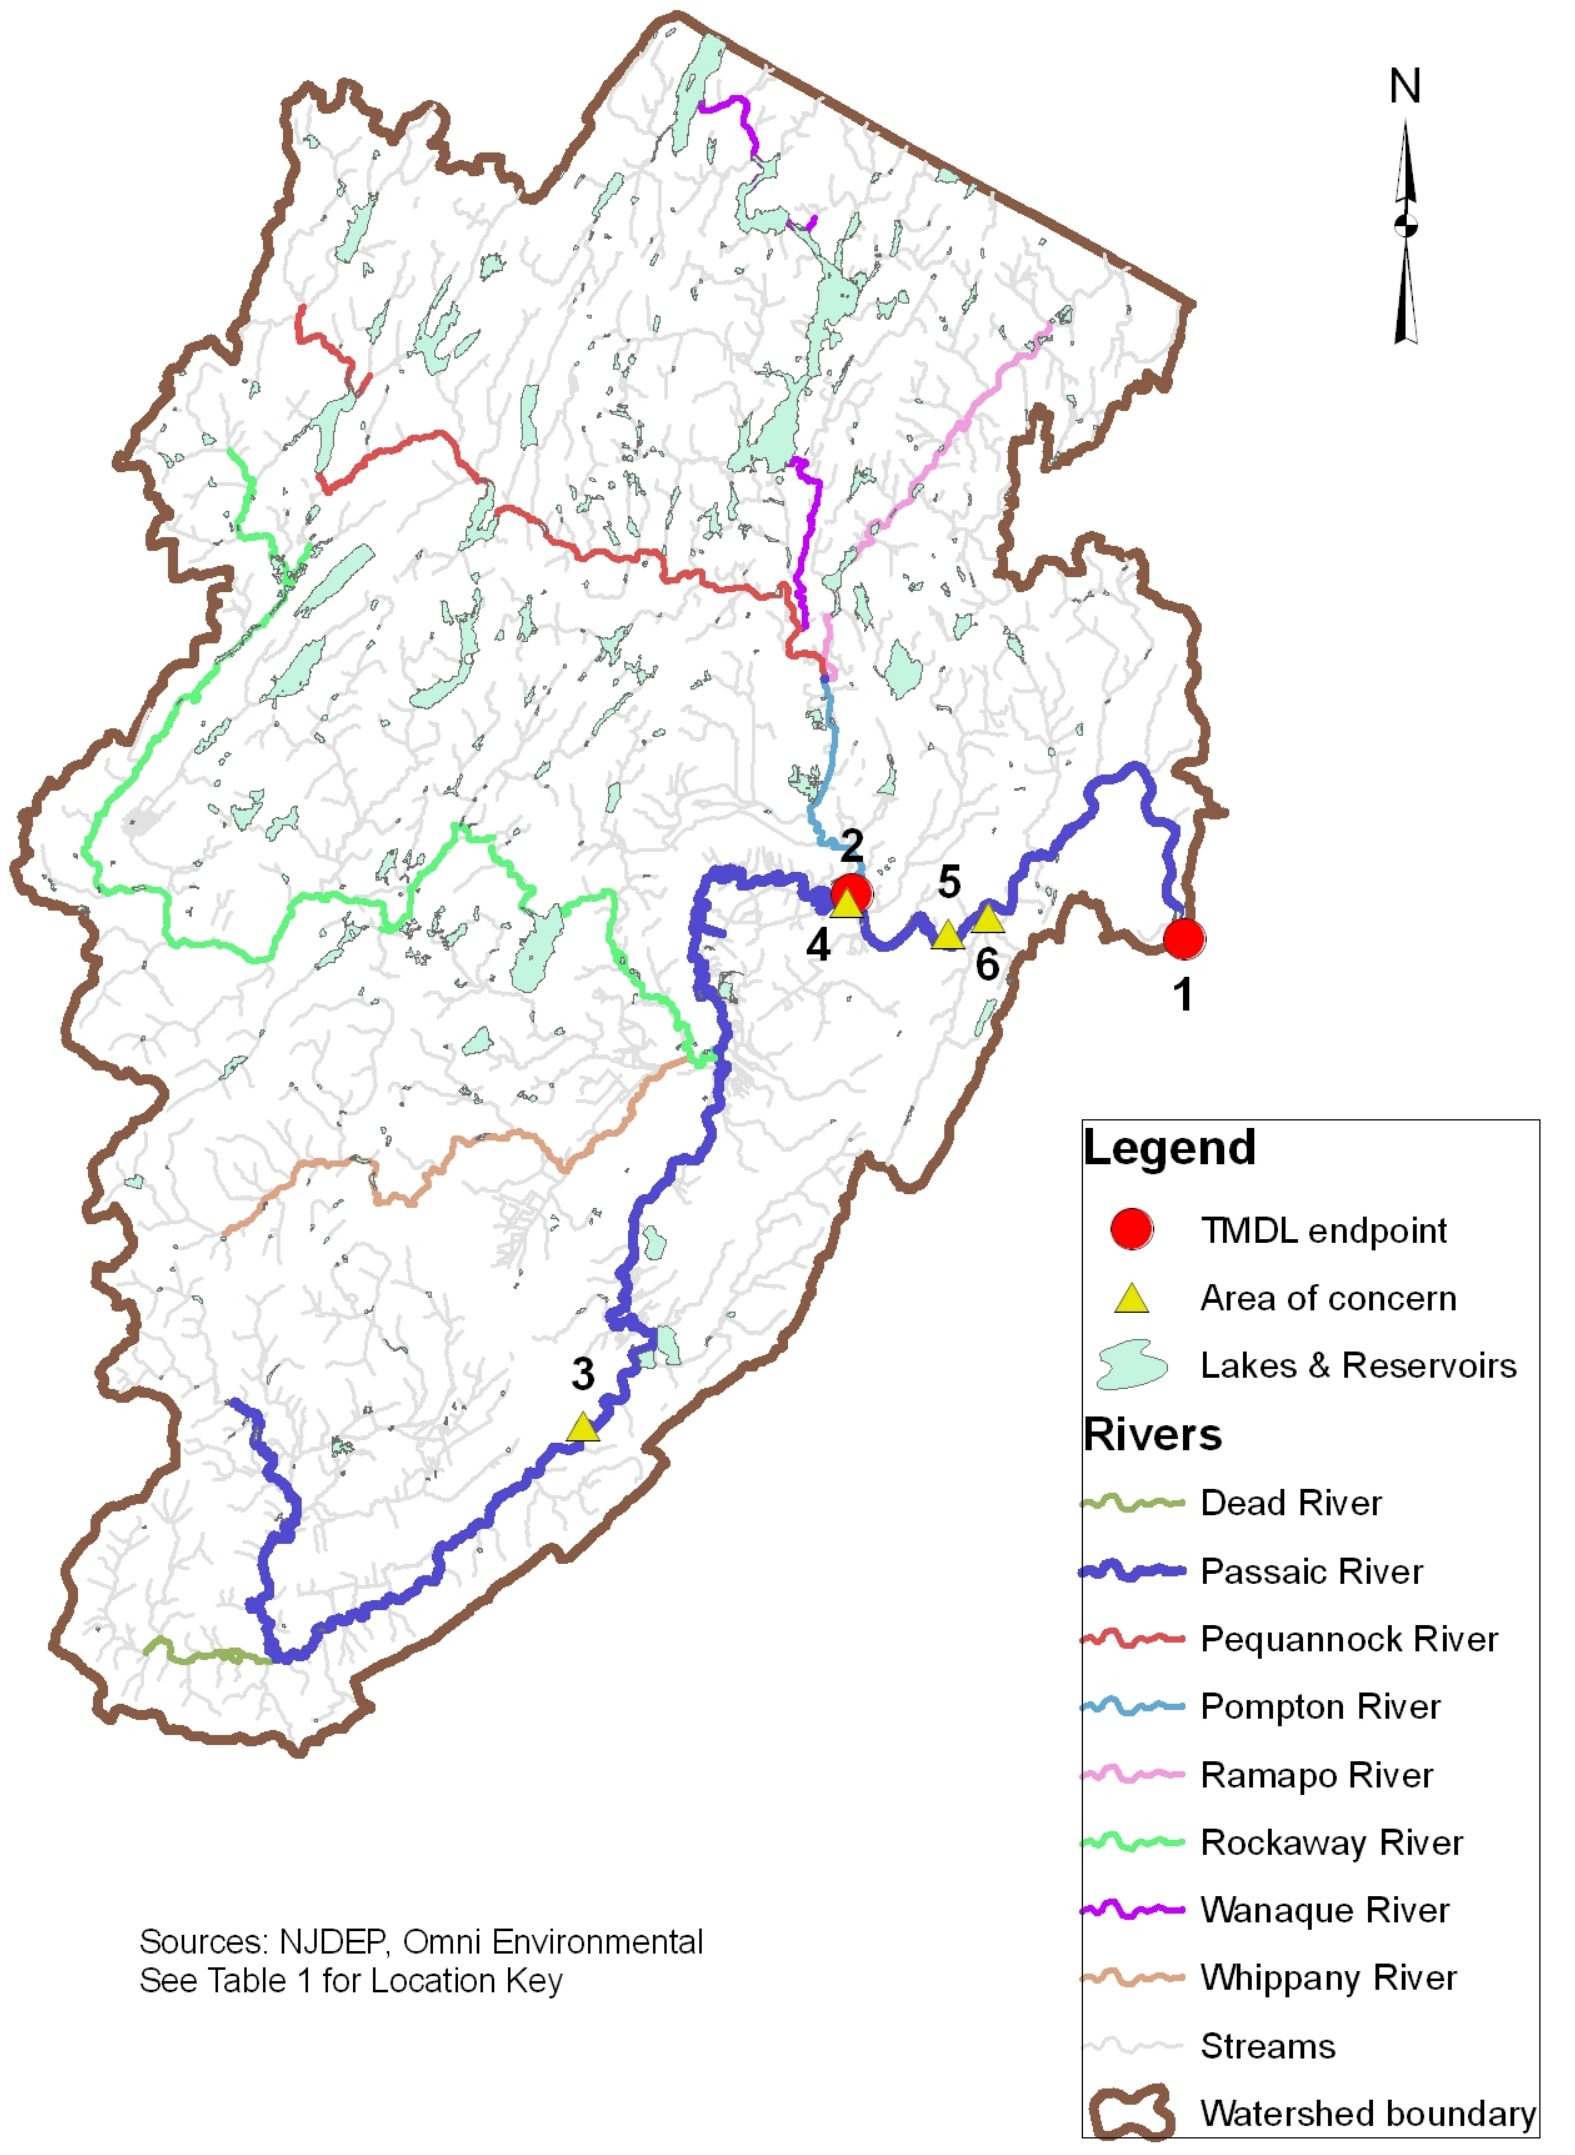 N
2
5
4
6
1
3
Legend
TMDL endpoint
Area of concern
Lakes & Reservoirs
Rivers
Dead River
Passaic River
Pequannock River
Pompton River
Ramapo River
Rockaway River
Wanaque River
Whippany River
Streams
Watershed boundary
Sources: NJDEP, Omni Environmental
See Table 1 for Location Key